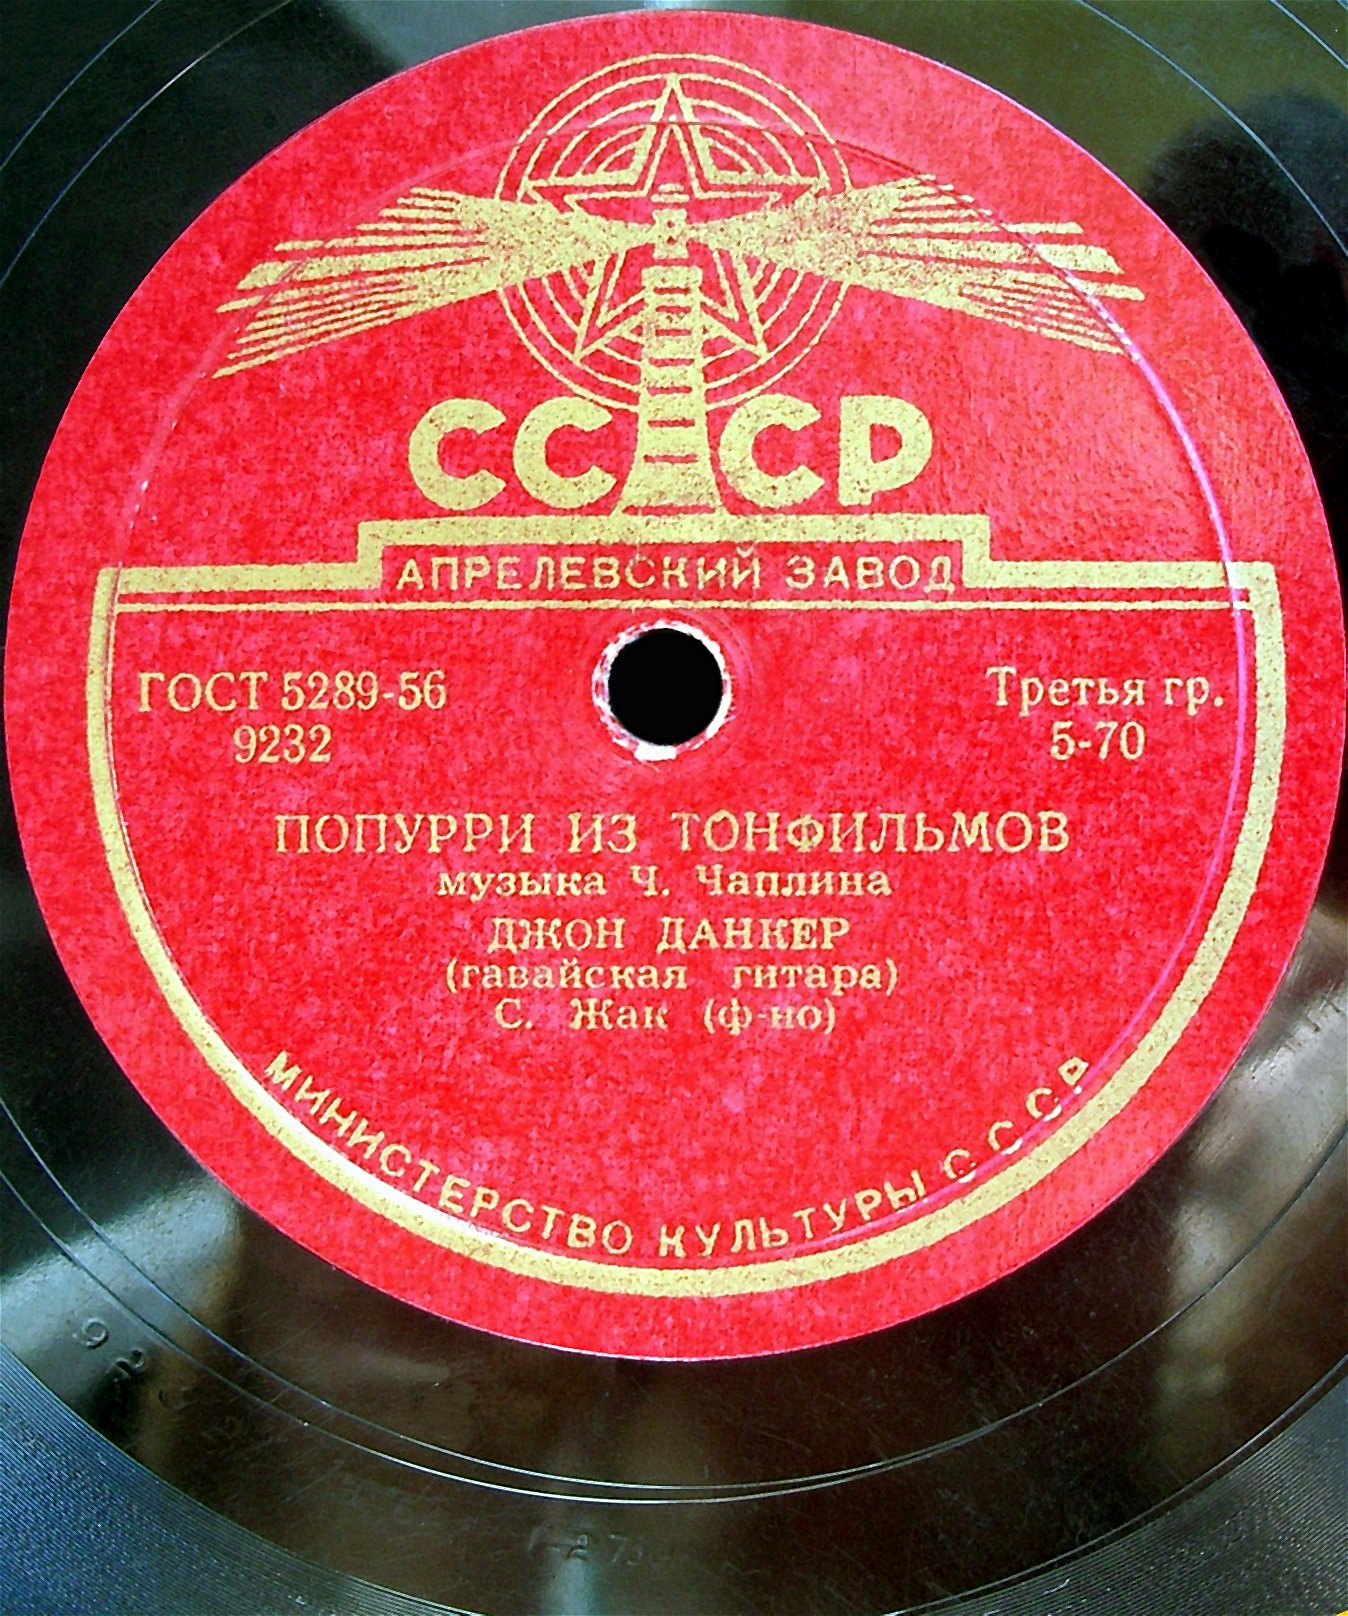 СССР
АПРЕЛЕВСКИЙ ЗАВОД
ГОСТ 5289-56
9232
Третья гр.
5-70
ПОПУРРИ ИЗ ТОНФИЛЬМОВ
музыка Ч. Чаплина
ДЖОН ДАНКЕР
(гавайская гитара)
С. Жак (ф-но)
МИНИСТЕРСТВО КУЛЬТУРЫ СССР